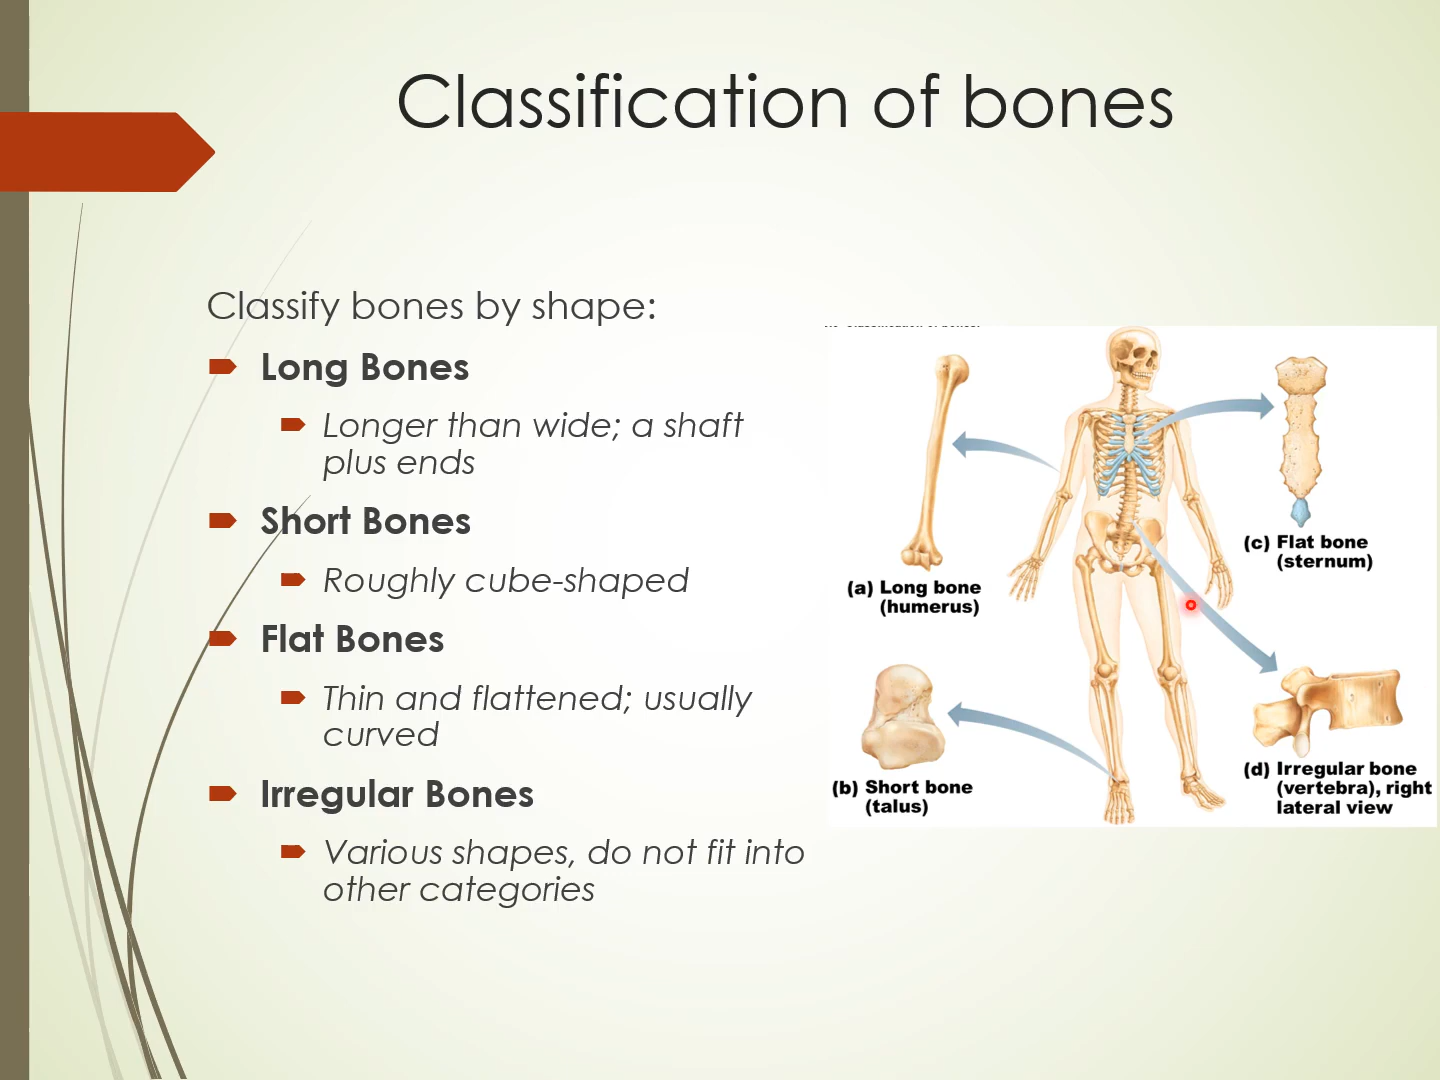 Classification of bones
Classify bones by shape:
Long Bones
Longer than wide; a shaft
plus ends
Short Bones
Roughly cube-shaped
Flat Bones
Thin and flattened; usually
curved
Irregular Bones
Various shapes, do not fit into
other categories
(a) Long bone
(humerus)
(b) Short bone
(talus)
(c) Flat bone
(sternum)
(d) Irregular bone
(vertebra), right
lateral view